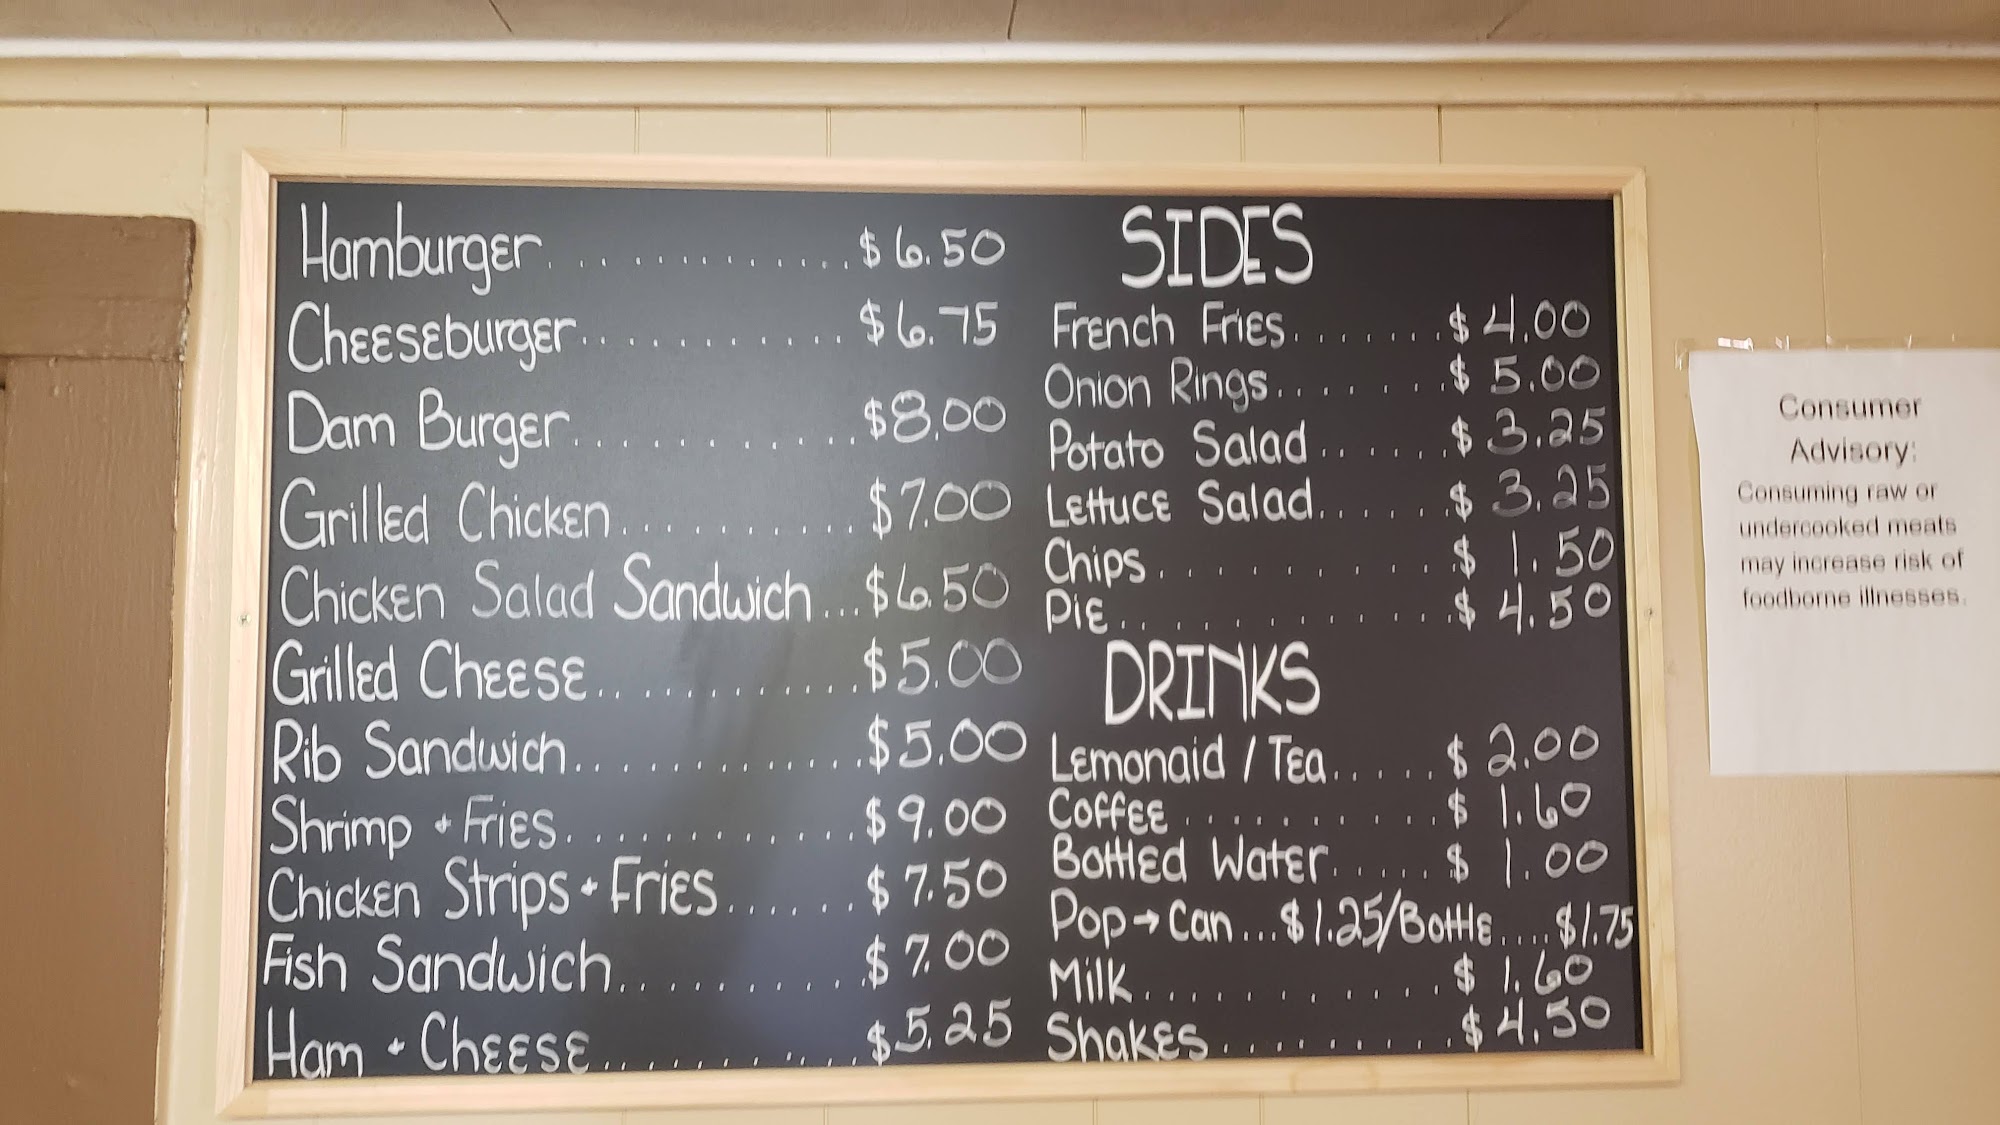 Hamburger............$6.50
Cheeseburger...........$6.75
Dam Burger............$8.00
Grilled Chicken..........$7.00
Chicken Salad Sandwich...$6.50
Grilled Cheese............$5.00
Rib Sandwich.............$5.00
Shrimp + Fries............$9.00
Chicken Strips + Fries......$7.50
Fish Sandwich..........$7.00
Ham + Cheese...........$5.25
SIDES
French Fries.......$4.00
Onion Rings.......$5.00
Potato Salad......$3.25
Lettuce Salad......$3.25
Chips...........$1.50
Pie.............$4.50
DRINKS
Lemonaid / Tea.....$2.00
Coffee...........$1.60
Bottled Water.....$1.00
Pop→Can...$1.25/Bottle....$1.75
Milk............$1.60
Shakes.........$4.50
Consumer
Advisory:
Consuming raw or
undercooked meats
may increase risk of
foodborne illnesses.